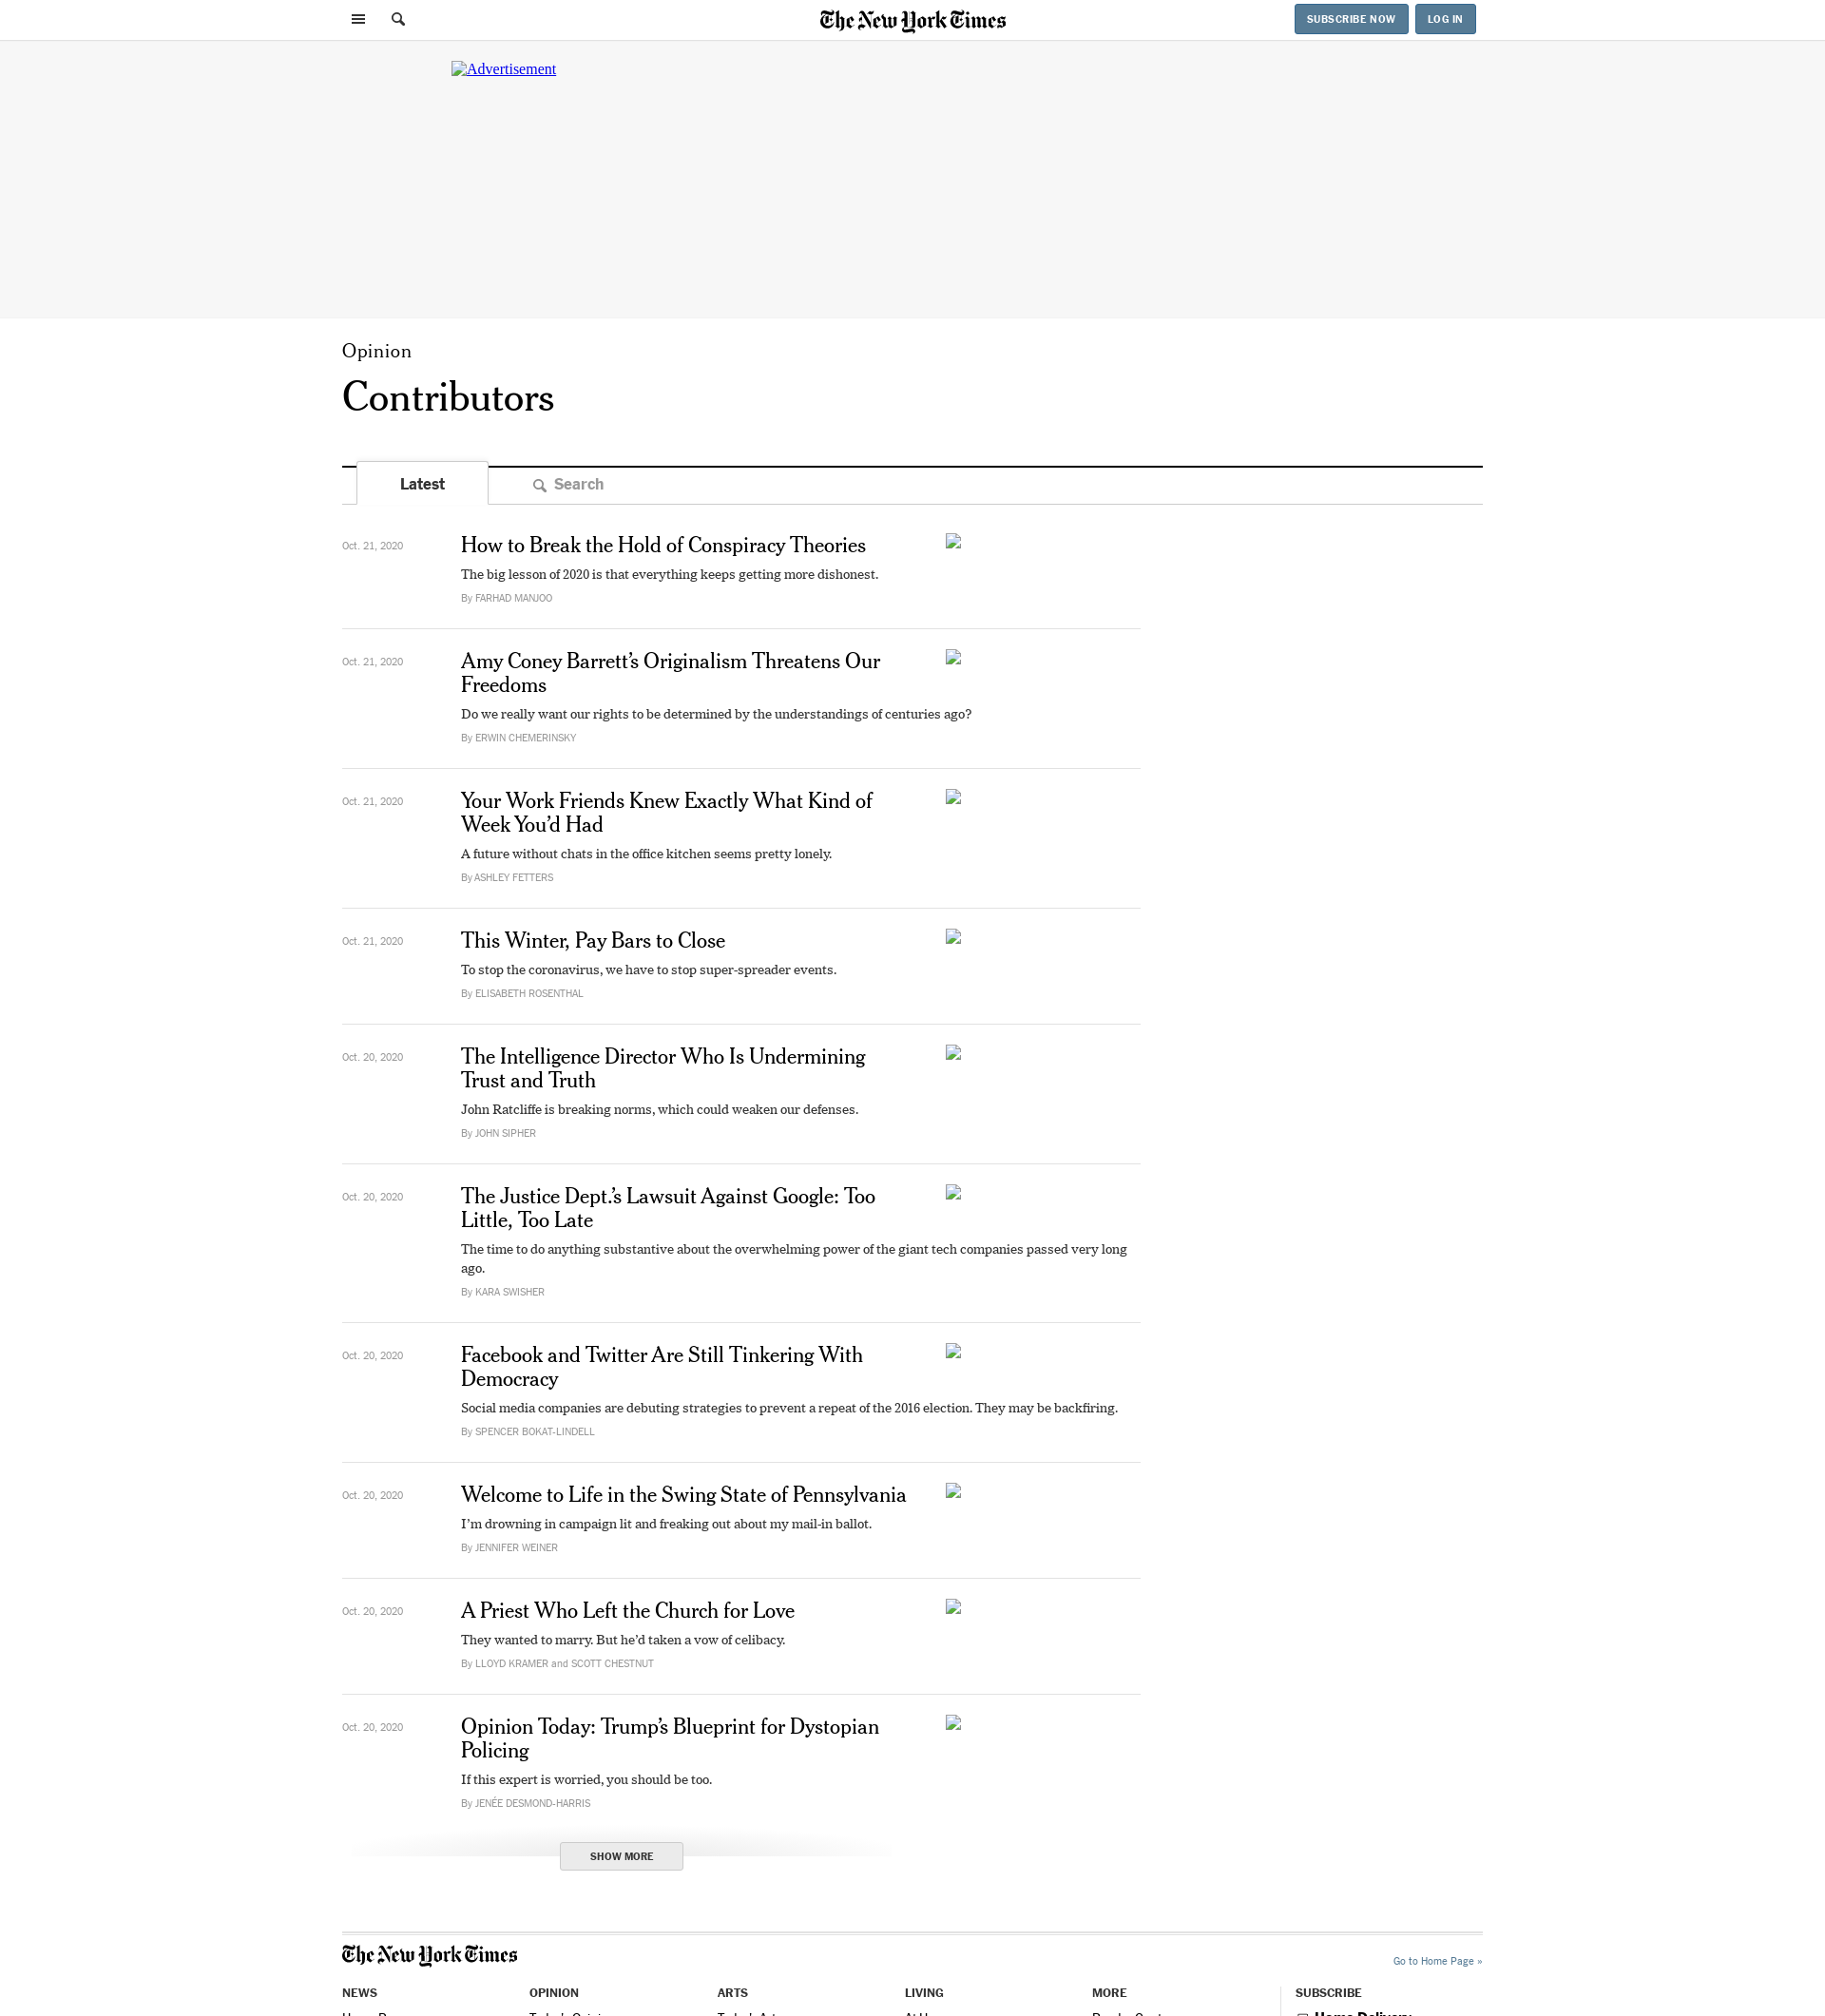 The New York Times
SUBSCRIBE NOW
LOG IN
Advertisement
Opinion
Contributors
Latest
Search
Oct. 21, 2020
How to Break the Hold of Conspiracy Theories
The big lesson of 2020 is that everything keeps getting more dishonest.
By FARHAD MANJOO
Oct. 21, 2020
Amy Coney Barrett’s Originalism Threatens Our
Freedoms
Do we really want our rights to be determined by the understandings of centuries ago?
By ERWIN CHEMERINSKY
Oct. 21, 2020
Your Work Friends Knew Exactly What Kind of
Week You’d Had
A future without chats in the office kitchen seems pretty lonely.
By ASHLEY FETTERS
Oct. 21, 2020
This Winter, Pay Bars to Close
To stop the coronavirus, we have to stop super-spreader events.
By ELISABETH ROSENTHAL
Oct. 20, 2020
The Intelligence Director Who Is Undermining
Trust and Truth
John Ratcliffe is breaking norms, which could weaken our defenses.
By JOHN SIPHER
Oct. 20, 2020
The Justice Dept.’s Lawsuit Against Google: Too
Little, Too Late
The time to do anything substantive about the overwhelming power of the giant tech companies passed very long
ago.
By KARA SWISHER
Oct. 20, 2020
Facebook and Twitter Are Still Tinkering With
Democracy
Social media companies are debuting strategies to prevent a repeat of the 2016 election. They may be backfiring.
By SPENCER BOKAT-LINDELL
Oct. 20, 2020
Welcome to Life in the Swing State of Pennsylvania
I’m drowning in campaign lit and freaking out about my mail-in ballot.
By JENNIFER WEINER
Oct. 20, 2020
A Priest Who Left the Church for Love
They wanted to marry. But he’d taken a vow of celibacy.
By LLOYD KRAMER and SCOTT CHESTNUT
Oct. 20, 2020
Opinion Today: Trump’s Blueprint for Dystopian
Policing
If this expert is worried, you should be too.
By JENÉE DESMOND-HARRIS
SHOW MORE
The New York Times
Go to Home Page »
NEWS
OPINION
ARTS
LIVING
MORE
SUBSCRIBE
Home Delivery